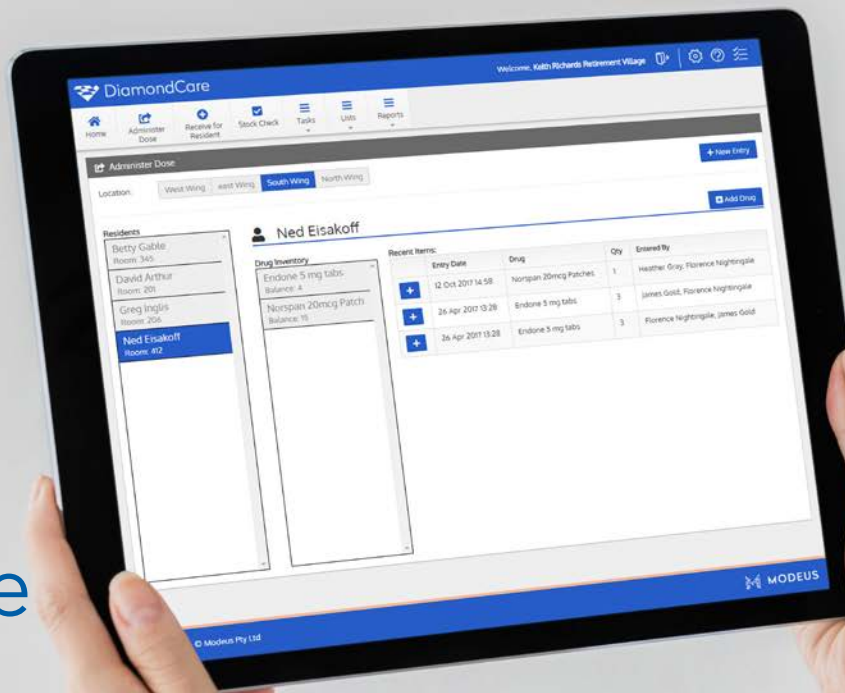 DiamondCare
Welcome, Keith Richards Retirement Village
Home
Administer Dose
Receive for Resident
Stock Check
Tasks
Lists
Reports
Administer Dose
+ New Entry
Location:
West Wing
east Wing
South Wing
North Wing
Add Drug
Residents
Betty Gable
Room: 345
David Arthur
Room: 201
Greg Inglis
Room: 206
Ned Eisakoff
Room: 412
Ned Eisakoff
Drug Inventory
Endone 5 mg tabs
Balance: 4
Norspan 20mcg Patch
Balance: 15
Recent Items:
Entry Date Drug Qty Entered By
12 Oct 2017 14:58 Norspan 20mcg Patches 1 Heather Gray, Florence Nightingale
26 Apr 2017 13:28 Endone 5 mg tabs 3 James Gold, Florence Nightingale
26 Apr 2017 13:28 Endone 5 mg tabs 3 Florence Nightingale, James Gold
© Modeus Pty Ltd
MODEUS
e